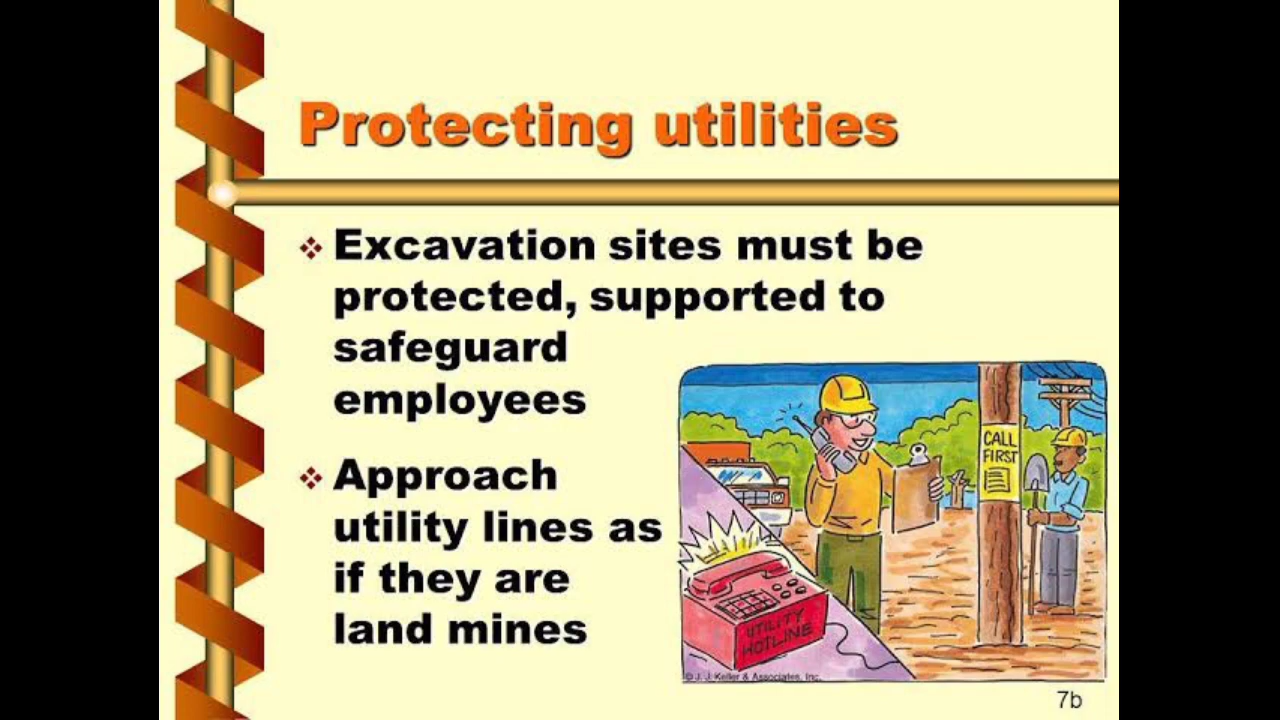 Protecting utilities
Excavation sites must be
protected, supported to
safeguard
employees
Approach
utility lines as
if they are
land mines
CALL
FIRST
UTILITY
HOTLINE
© J. J. Keller & Associates, Inc.
7b